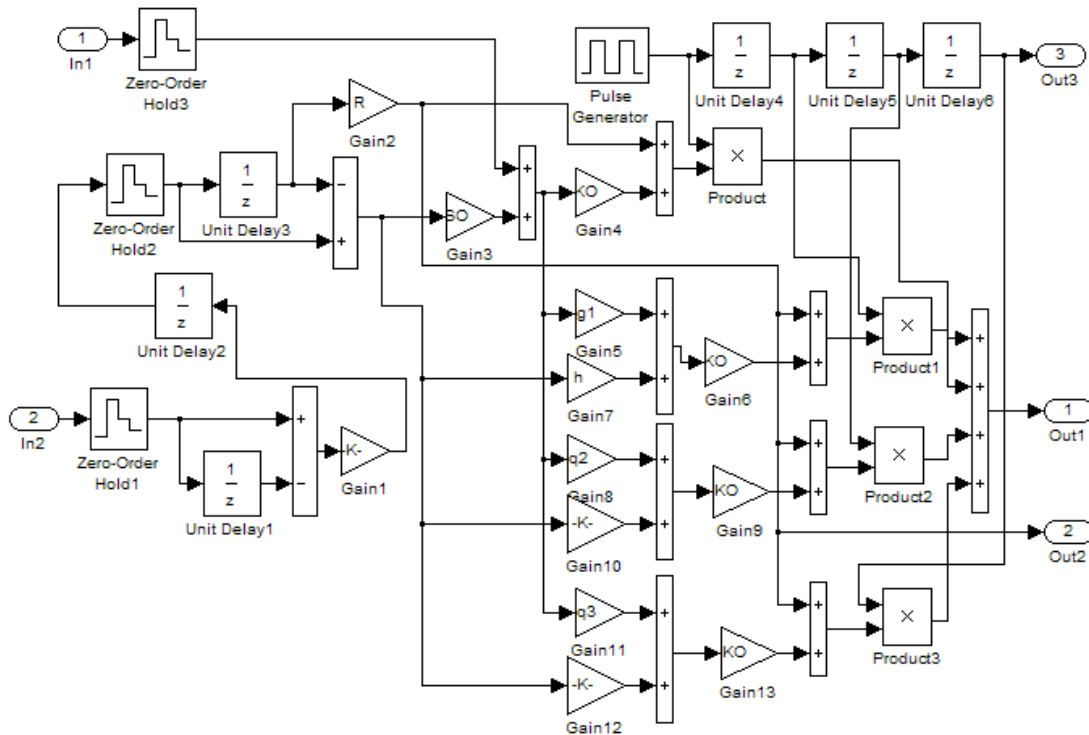 1
In1
Zero-Order
Hold3
Pulse
Generator
1
z
Unit Delay4
1
z
Unit Delay5
1
z
Unit Delay6
3
Out3
R
Gain2
Zero-Order
Hold2
1
z
Unit Delay3
-
+
BO
Gain3
+
+
KO
Gain4
+
+
×
Product
1
z
Unit Delay2
g1
Gain5
h
Gain7
+
+
KO
Gain6
+
+
×
Product1
2
In2
Zero-Order
Hold1
1
z
Unit Delay1
+
-
K-
Gain1
q2
Gain8
-K-
Gain10
+
+
KO
Gain9
+
+
×
Product2
+
+
+
+
1
Out1
2
Out2
q3
Gain11
-K-
Gain12
+
+
KO
Gain13
+
+
×
Product3